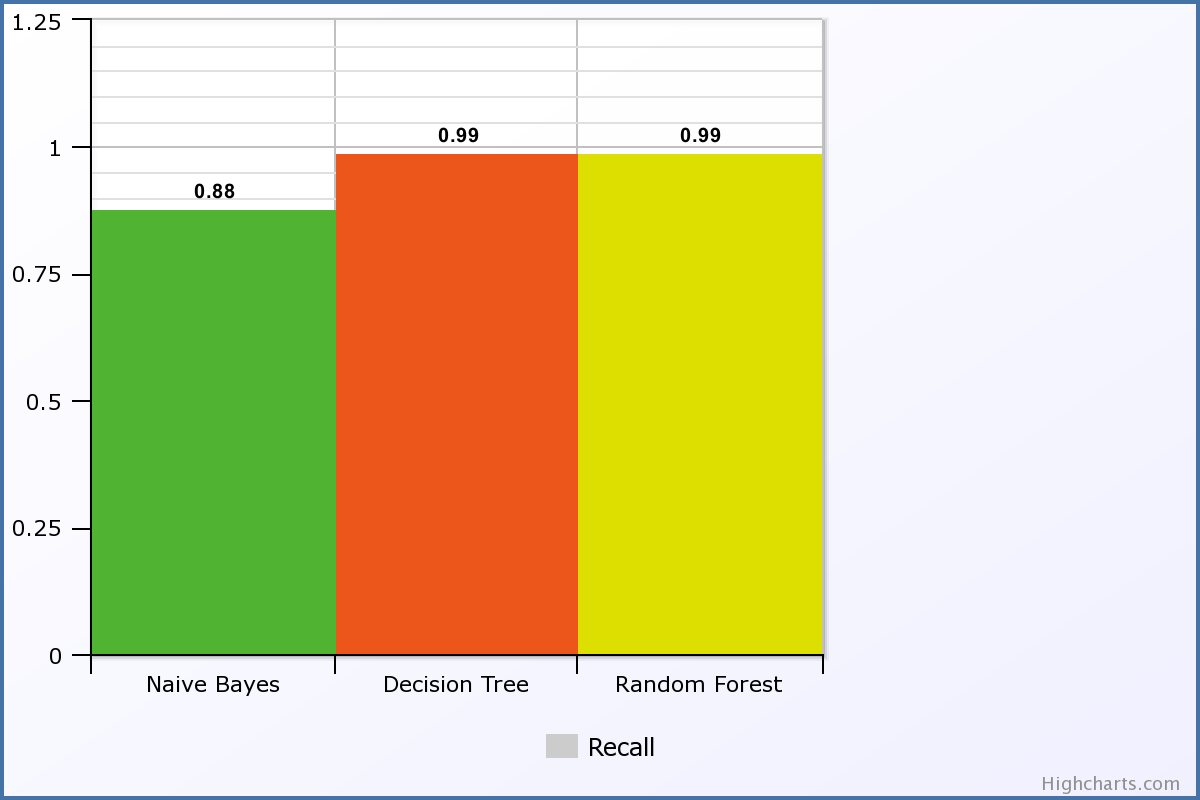 1.25
1
0.75
0.5
0.25
0
0.88
0.99
0.99
Naive Bayes
Decision Tree
Random Forest
Recall
Highcharts.com